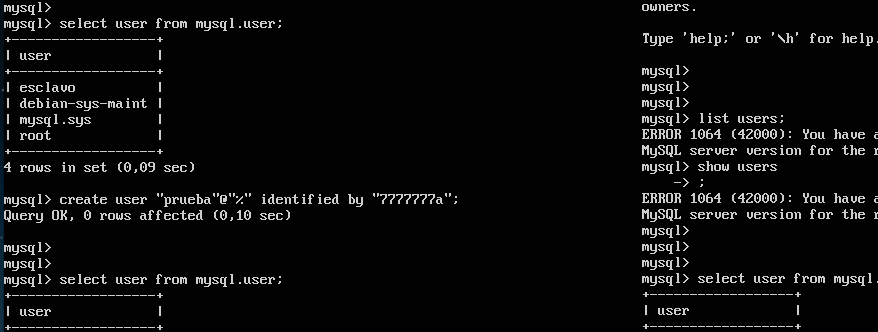 mysql>
mysql> select user from mysql.user;
+------------------+
| user             |
+------------------+
| esclavo          |
| debian-sys-maint |
| mysql.sys        |
| root             |
+------------------+
4 rows in set (0,09 sec)
mysql> create user "prueba"@"%" identified by "7777777a";
Query OK, 0 rows affected (0,10 sec)
mysql>
mysql>
mysql> select user from mysql.user;
+------------------+
| user             |
+------------------+
owners.
Type 'help;' or '\h' for help.
mysql>
mysql>
mysql>
mysql> list users;
ERROR 1064 (42000): You have a
MySQL server version for the r
mysql> show users
    -> ;
ERROR 1064 (42000): You have a
MySQL server version for the r
mysql>
mysql>
mysql>
mysql> select user from mysql.
+------------------+
| user             |
+------------------+